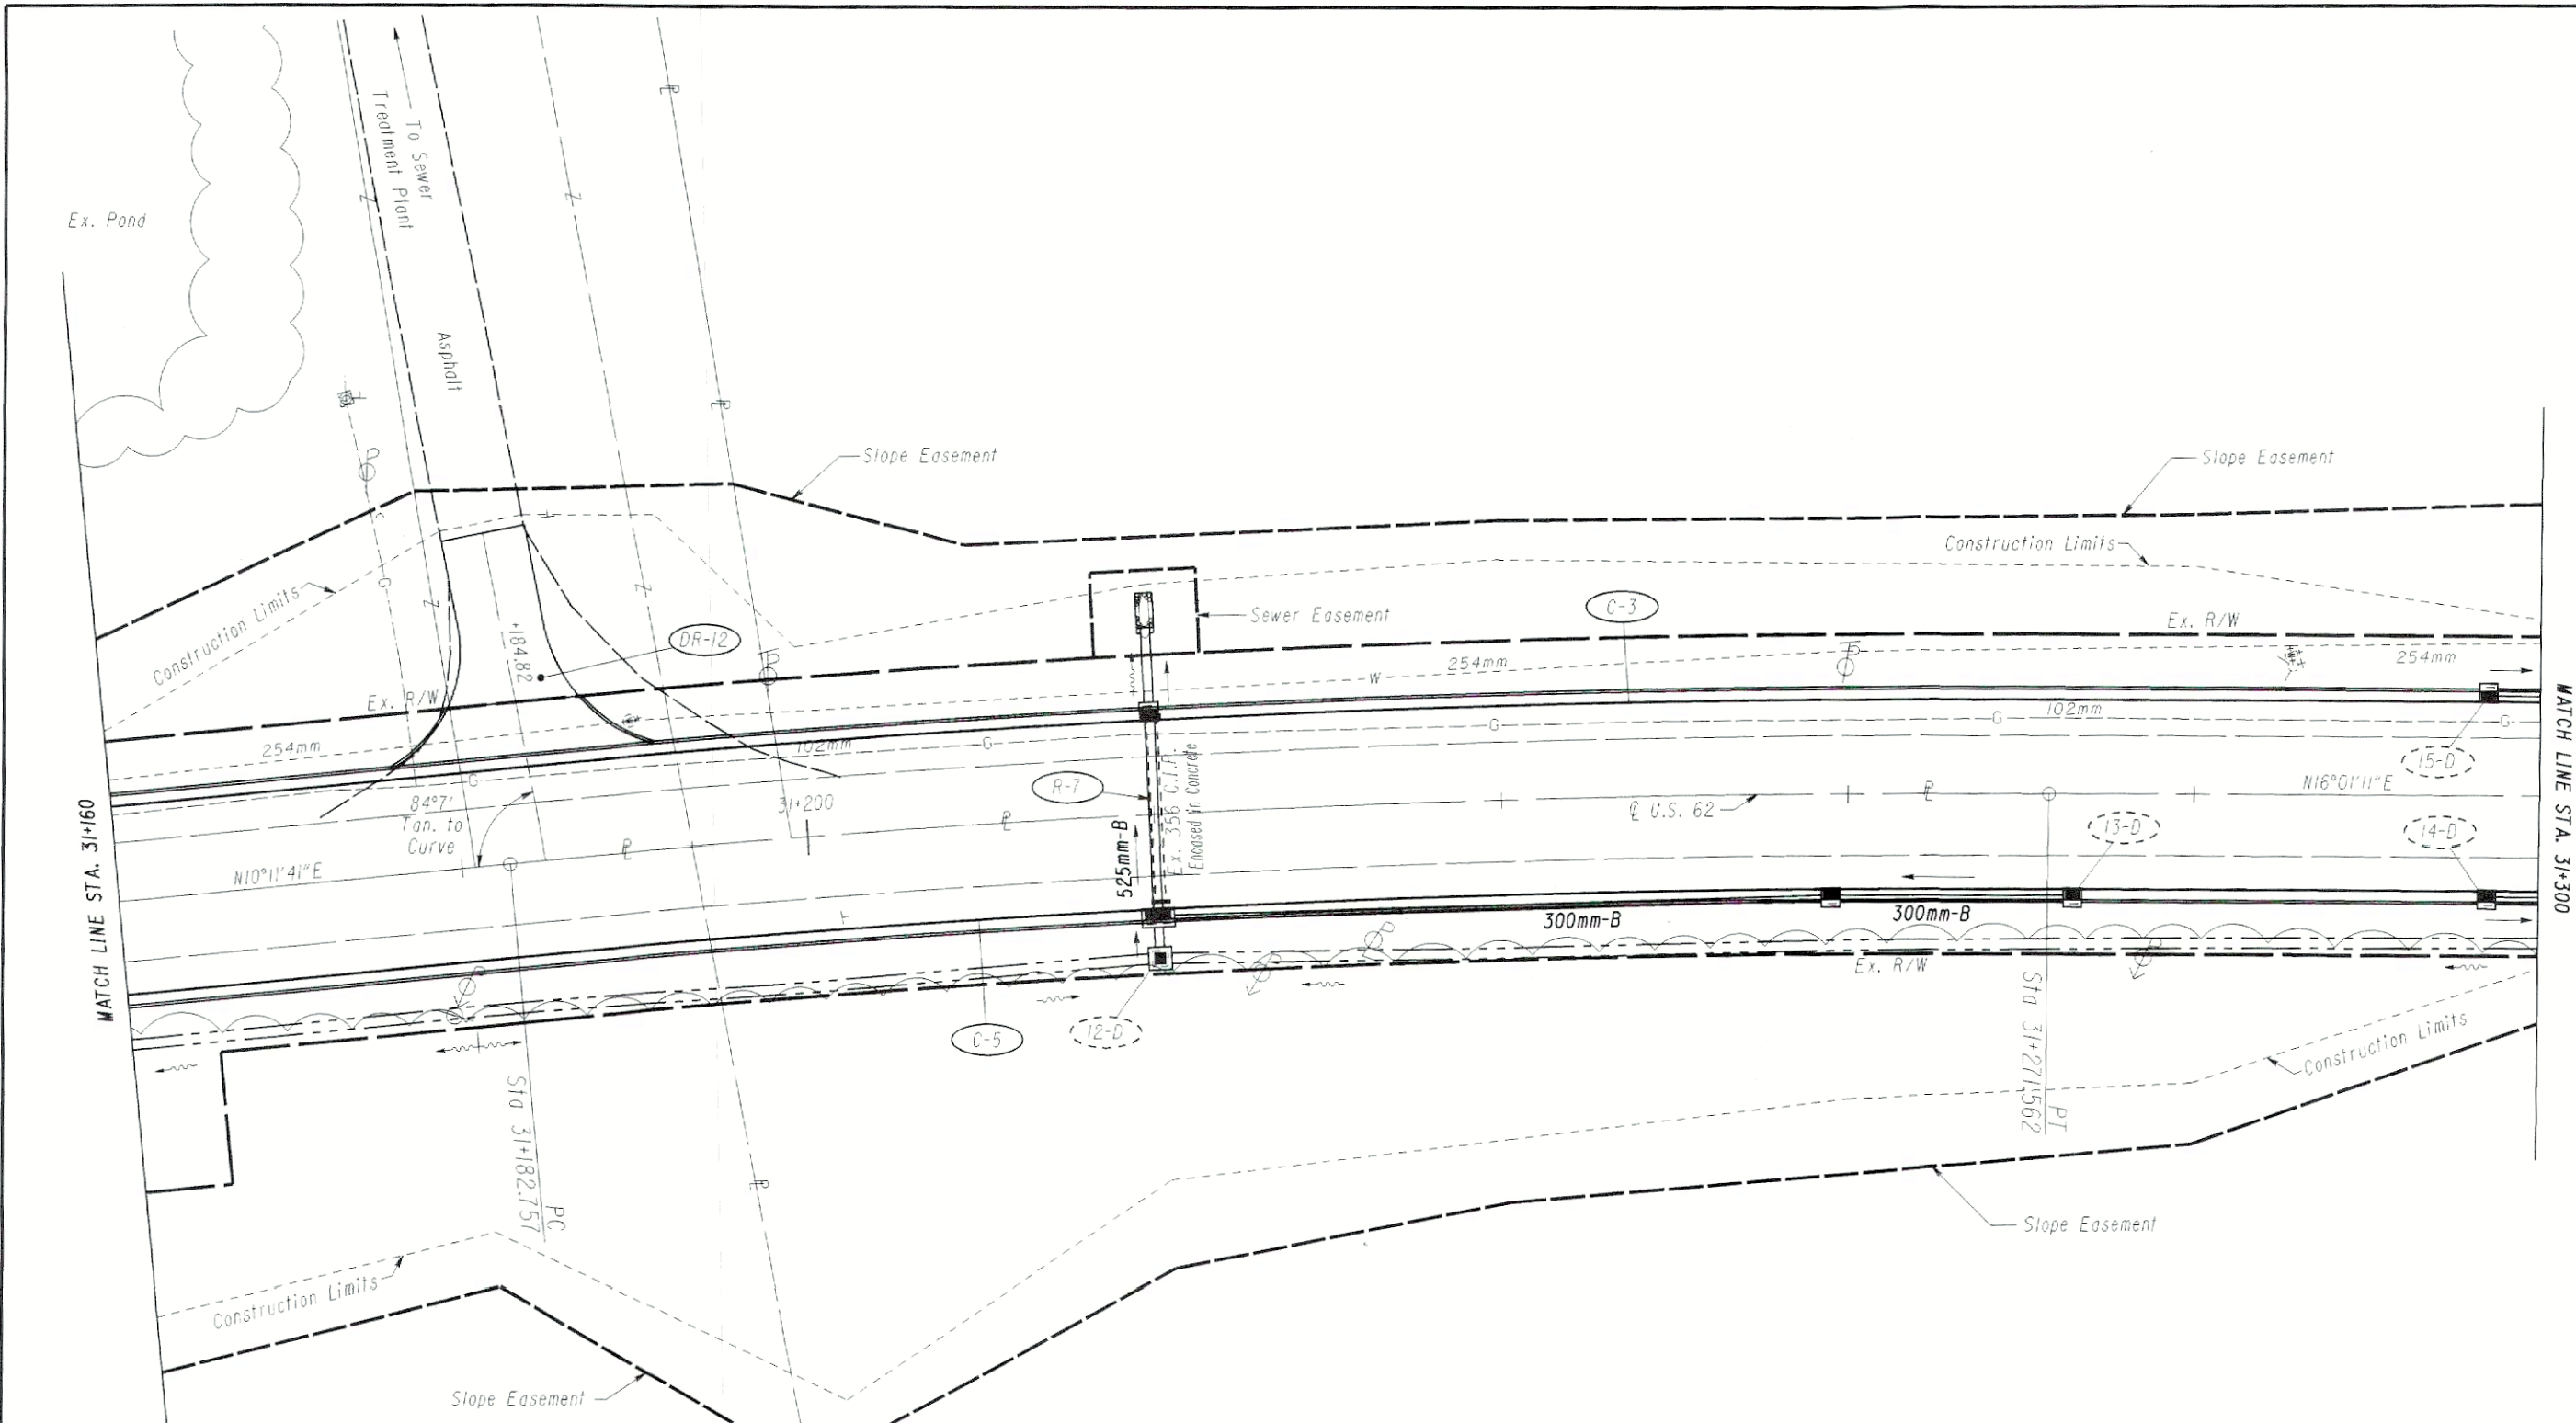 To Sewer
Treatment Plant
Ex. Pond
Asphalt
Slope Easement
Slope Easement
Construction Limits
Construction Limits
Sewer Easement
C-3
Ex. R/W
DR-12
+184.82
Ex. R/W
254mm
W
254mm
254mm
102mm
G
G
G
102mm
G
G
G
15-D
R-7
Ex. 356 C.I.P.
Encased in Concrete
525mm-B
84°7'
Tan. to
Curve
31+200
℄ U.S. 62
N16°01'11"E
N10°11'41"E
13-D
14-D
MATCH LINE STA. 31+160
MATCH LINE STA. 31+300
300mm-B
300mm-B
Ex. R/W
C-5
12-D
PC
Sta 31+182.757
PT
Sta 31+271.562
Construction Limits
Slope Easement
Construction Limits
Slope Easement